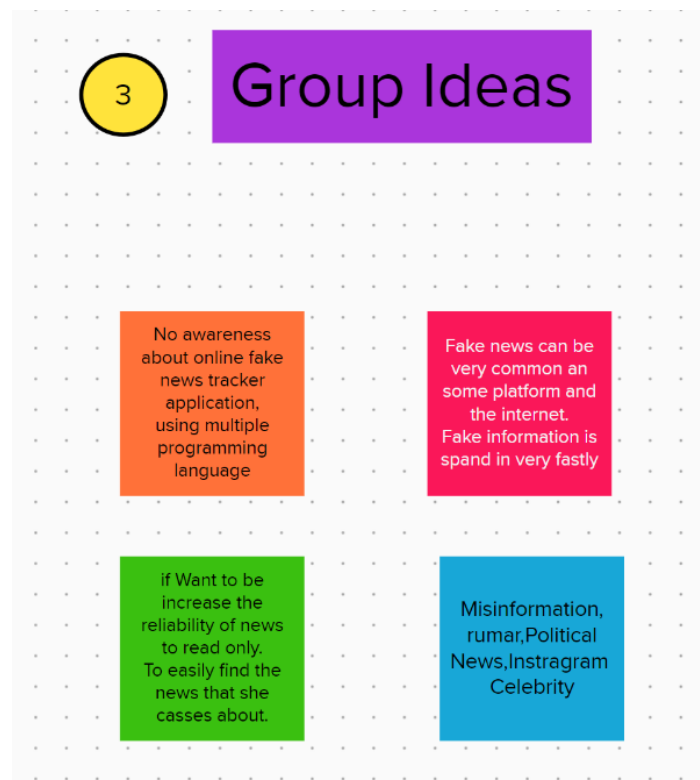 3
Group Ideas
No awareness
about online fake
news tracker
application,
using multiple
programming
language
Fake news can be
very common an
some platform and
the internet.
Fake information is
spand in very fastly
if Want to be
increase the
reliability of news
to read only.
To easily find the
news that she
casses about.
Misinformation,
rumar,Political
News,Instragram
Celebrity